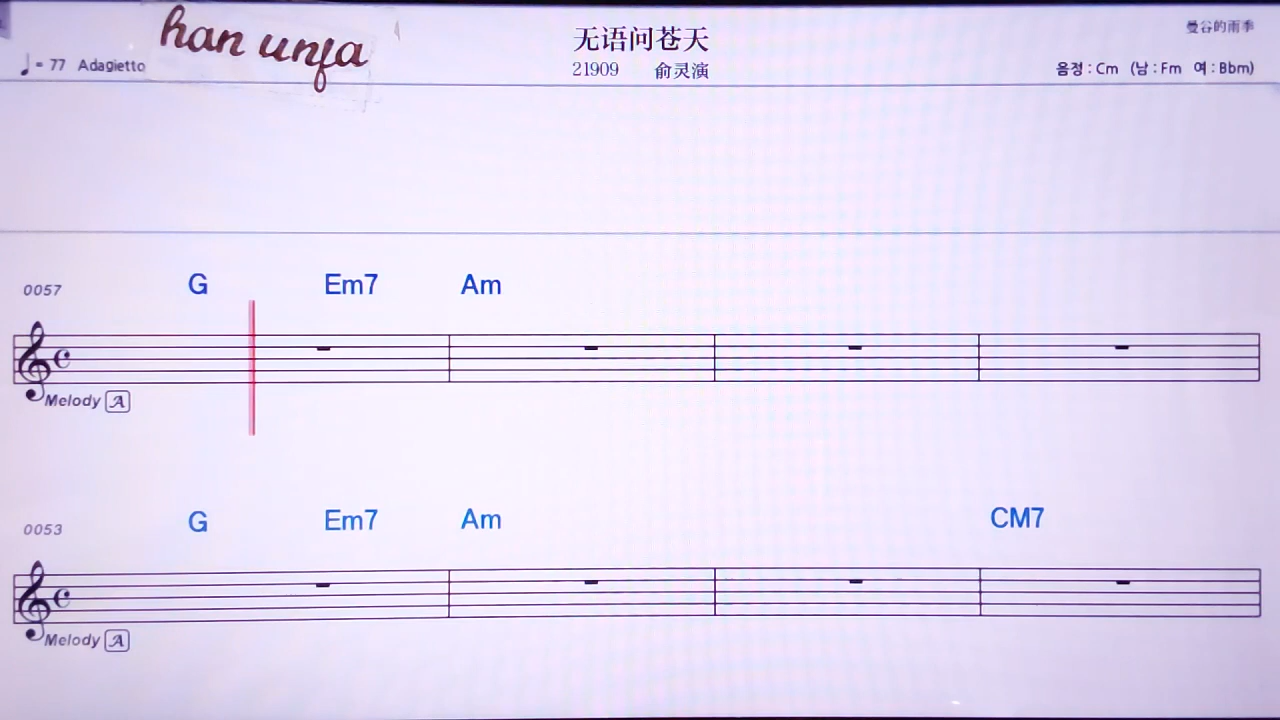 han unfa
无语问苍天
曼谷的雨季
♩= 77 Adagietto
21909 俞灵演
음정 : Cm (남 : Fm 여 : Bbm)
0057 G Em7 Am
Melody A
0053 G Em7 Am CM7
Melody A